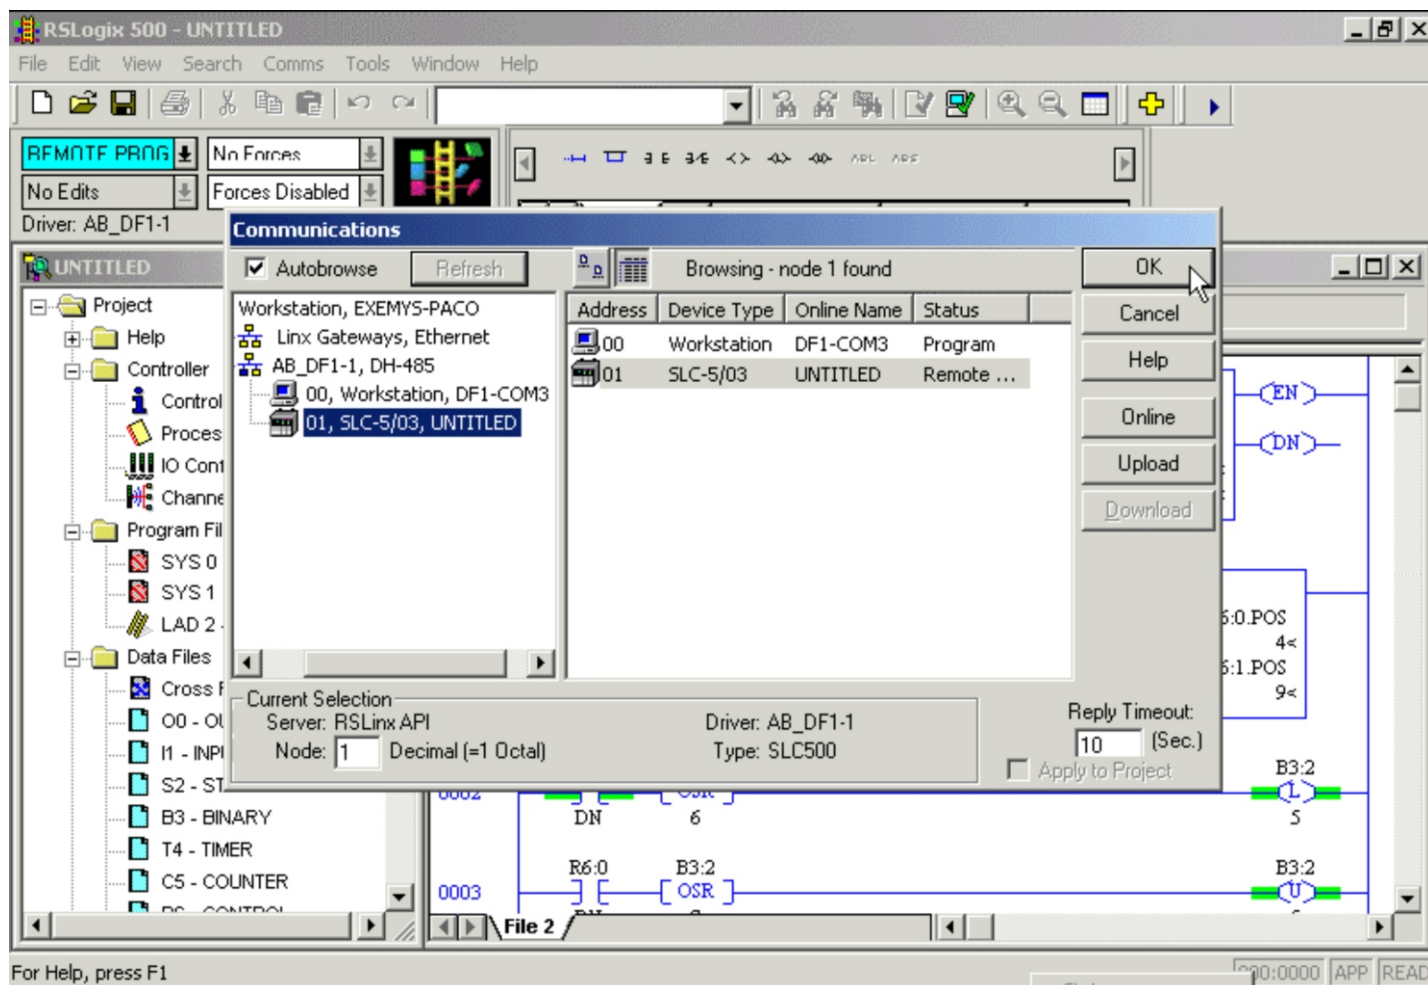 RSLogix 500 - UNTITLED
File Edit View Search Comms Tools Window Help
REMOTE PROG No Forces
No Edits Forces Disabled
Driver: AB_DF1-1
Communications
UNTITLED
Autobrowse Refresh Browsing - node 1 found OK
Project
Workstation, EXEMYS-PACO Address Device Type Online Name Status Cancel
Help
Linx Gateways, Ethernet 00 Workstation DF1-COM3 Program
Controller
AB_DF1-1, DH-485 01 SLC-5/03 UNTITLED Remote ... Help
Control
00, Workstation, DF1-COM3 EN
Proces
01, SLC-5/03, UNTITLED Online
DN
IO Conf
Upload
Channe
Download
Program Fil
SYS 0
SYS 1
LAD 2 -
6:0.POS
4<
Data Files
6:1.POS
Cross F
9<
Current Selection
O0 - OU
Server: RSLinx API Driver: AB_DF1-1 Reply Timeout:
I1 - INPU
Node: 1 Decimal (=1 Octal) Type: SLC500 10 (Sec.)
Apply to Project
S2 - ST
B3:2
0002 OSR L
B3 - BINARY
DN 6 5
T4 - TIMER
R6:0 B3:2 B3:2
C5 - COUNTER
0003 OSR U
File 2
For Help, press F1
000:0000 APP READ